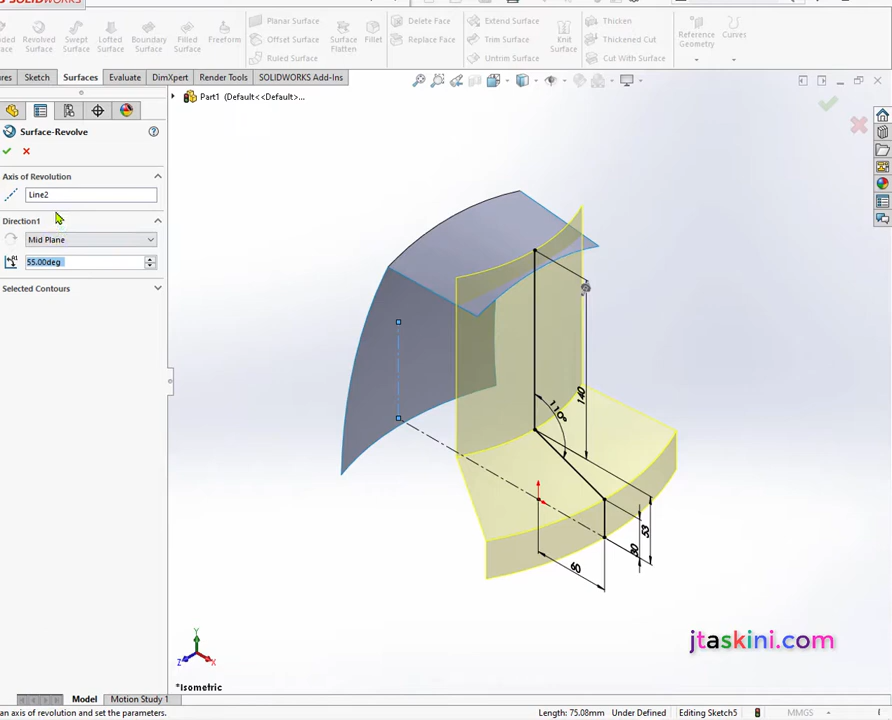 SOLIDWORKS
Revolved Surface
Swept Surface
Lofted Surface
Boundary Surface
Filled Surface
Freeform
Planar Surface
Offset Surface
Ruled Surface
Surface Flatten
Fillet
Delete Face
Replace Face
Extend Surface
Trim Surface
Untrim Surface
Knit Surface
Thicken
Thickened Cut
Cut With Surface
Reference Geometry
Curves
ures
Sketch
Surfaces
Evaluate
DimXpert
Render Tools
SOLIDWORKS Add-Ins
Part1 (Default<<Default>...
Surface-Revolve
Axis of Revolution
Line2
Direction1
Mid Plane
55.00deg
Selected Contours
140
110°
53
30
60
jtaskini.com
Y
Z
X
*Isometric
Model
Motion Study 1
an axis of revolution and set the parameters.
Length: 75.08mm
Under Defined
Editing Sketch5
MMGS